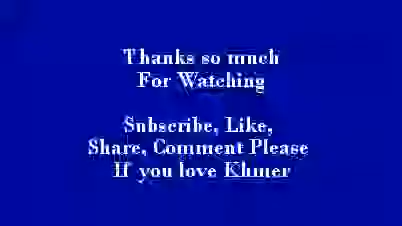 Thanks so much
For Watching
Subscribe, Like,
Share, Comment Please
If you love Khmer